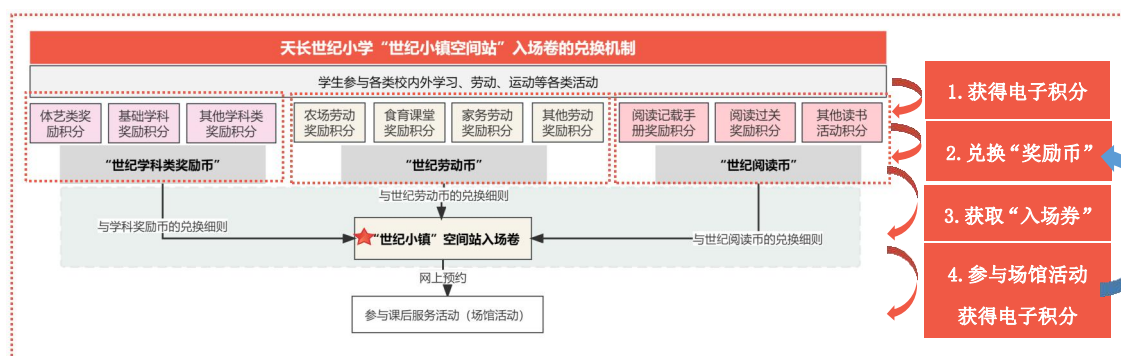 天长世纪小学“世纪小镇空间站”入场卷的兑换机制
学生参与各类校内外学习、劳动、运动等各类活动
体艺类奖
励积分
基础学科
奖励积分
其他学科类
奖励积分
农场劳动
奖励积分
食育课堂
奖励积分
家务劳动
奖励积分
其他劳动
奖励积分
阅读记载手
册奖励积分
阅读过关
奖励积分
其他读书
活动积分
“世纪学科类奖励币”
“世纪劳动币”
“世纪阅读币”
与世纪劳动币的兑换细则
与学科奖励币的兑换细则
“世纪小镇”空间站入场卷
与世纪阅读币的兑换细则
网上预约
参与课后服务活动（场馆活动）
1.获得电子积分
2.兑换“奖励币”
3.获取“入场券”
4.参与场馆活动
获得电子积分